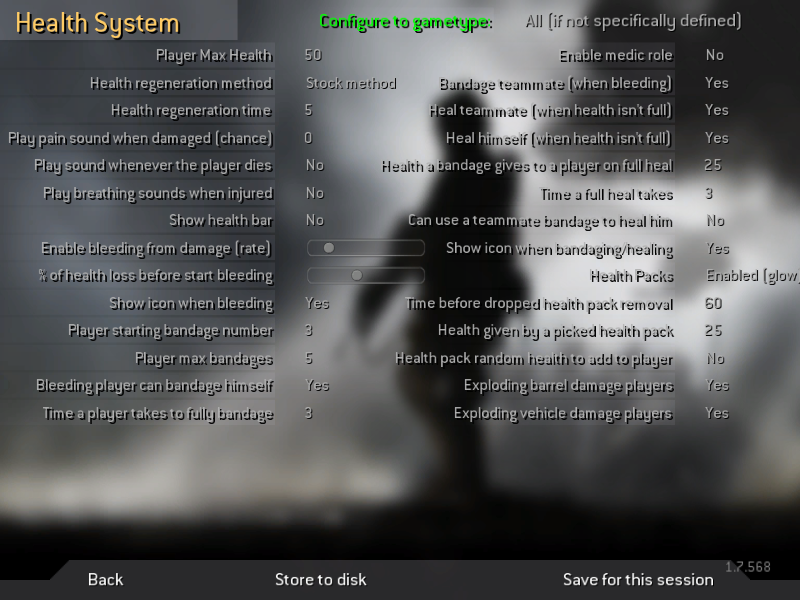 Health System
Configure to gametype: All (if not specifically defined)
Player Max Health 50
Health regeneration method Stock method
Health regeneration time 5
Play pain sound when damaged (chance) 0
Play sound whenever the player dies No
Play breathing sounds when injured No
Show health bar No
Enable bleeding from damage (rate)
% of health loss before start bleeding
Show icon when bleeding Yes
Player starting bandage number 3
Player max bandages 5
Bleeding player can bandage himself Yes
Time a player takes to fully bandage 3
Enable medic role No
Bandage teammate (when bleeding) Yes
Heal teammate (when health isn't full) Yes
Heal himself (when health isn't full) Yes
Health a bandage gives to a player on full heal 25
Time a full heal takes 3
Can use a teammate bandage to heal him No
Show icon when bandaging/healing Yes
Health Packs Enabled (glow
Time before dropped health pack removal 60
Health given by a picked health pack 25
Health pack random health to add to player No
Exploding barrel damage players Yes
Exploding vehicle damage players Yes
1.7.568
Back Store to disk Save for this session